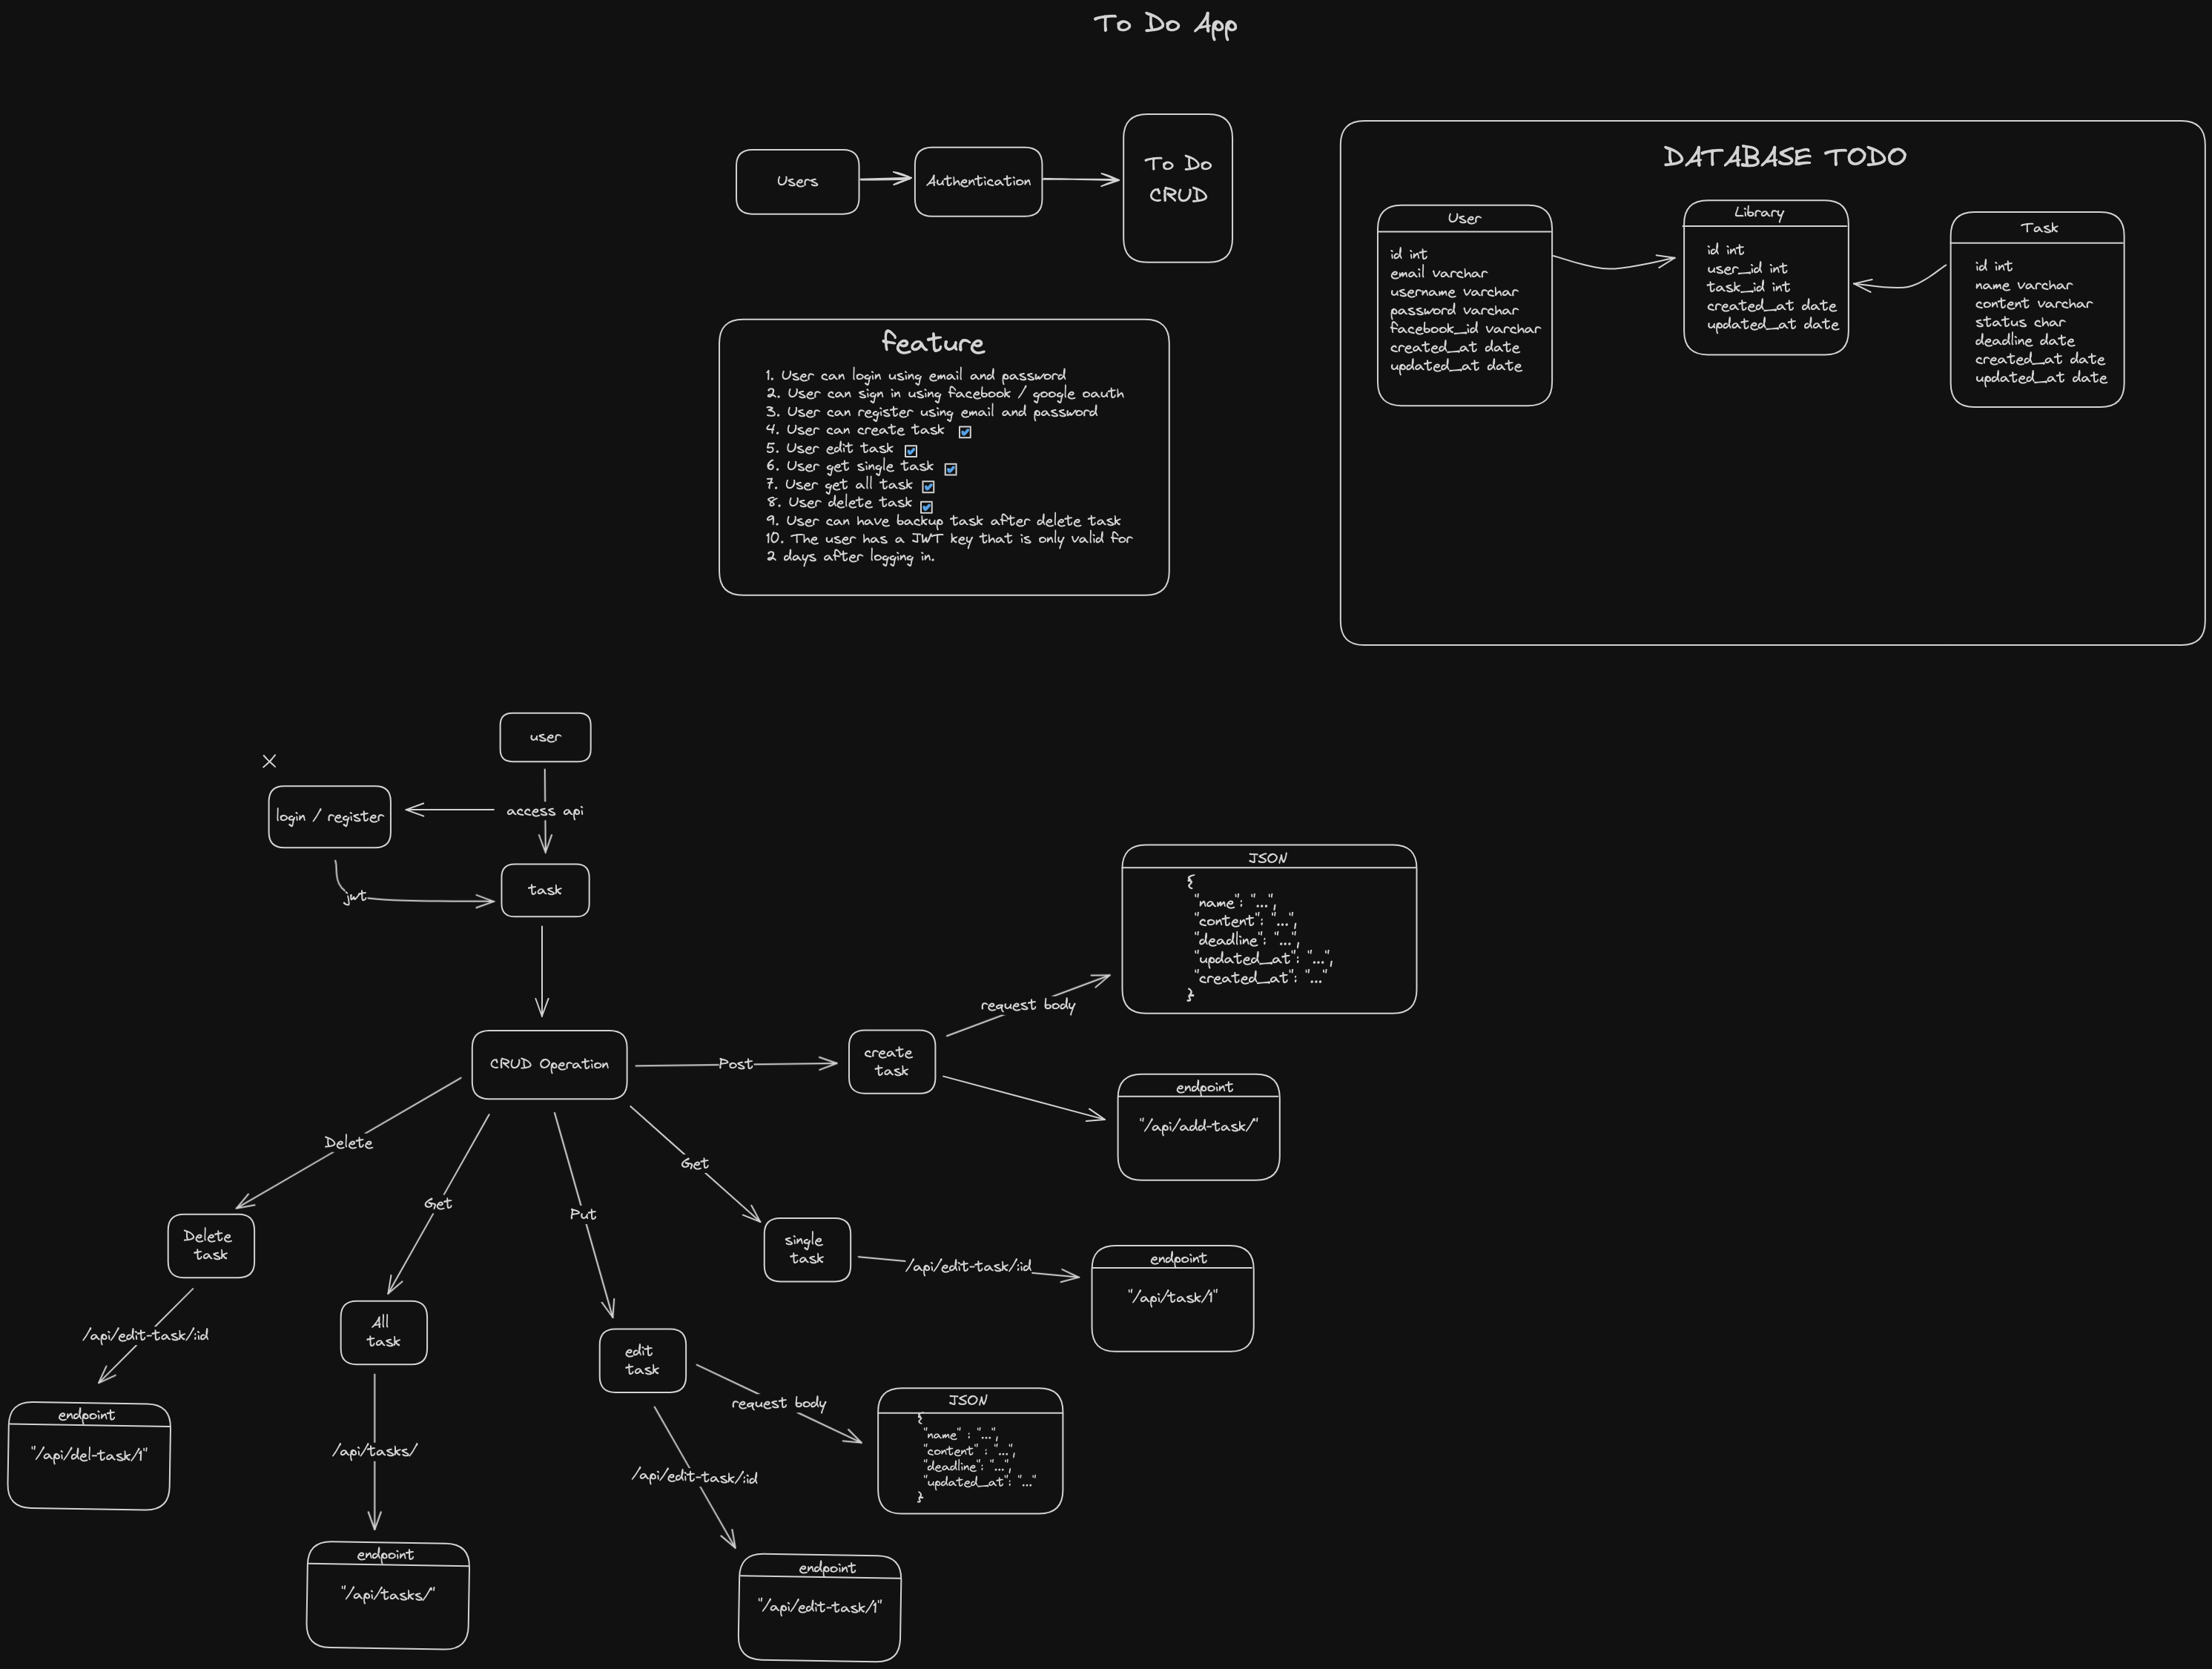 To Do App
Users
Authentication
To Do
CRUD
feature
1. User can login using email and password
2. User can sign in using facebook / google oauth
3. User can register using email and password
4. User can create task
5. User edit task
6. User get single task
7. User get all task
8. User delete task
9. User can have backup task after delete task
10. The user has a JWT key that is only valid for
2 days after logging in.
DATABASE TODO
User
id int
email varchar
username varchar
password varchar
facebook_id varchar
created_at date
updated_at date
Library
id int
user_id int
task_id int
created_at date
updated_at date
Task
id int
name varchar
content varchar
status char
deadline date
created_at date
updated_at date
user
access api
login / register
jwt
task
CRUD Operation
Post
create
task
request body
JSON
{
"name": "...",
"content": "...",
"deadline": "...",
"updated_at": "...",
"created_at": "..."
}
endpoint
"/api/add-task/"
Get
single
task
/api/edit-task/:id
endpoint
"/api/task/1"
Put
edit
task
request body
JSON
{
"name" : "...",
"content" : "...",
"deadline": "...",
"updated_at": "..."
}
/api/edit-task/:id
endpoint
"/api/edit-task/1"
Get
All
task
/api/tasks/
endpoint
"/api/tasks/"
Delete
Delete
task
/api/edit-task/:id
endpoint
"/api/del-task/1"